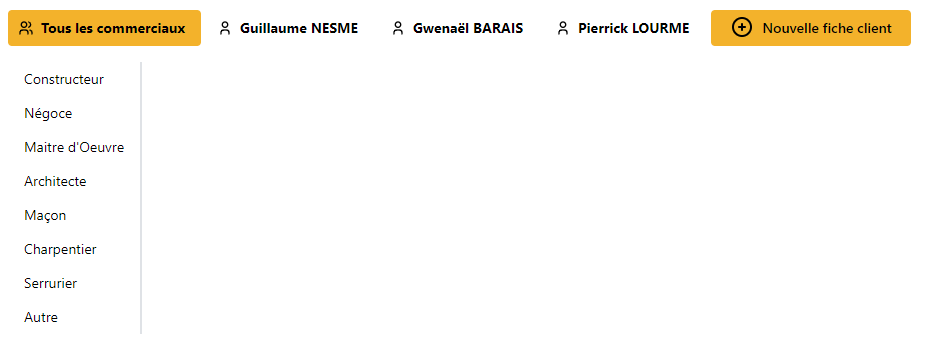 Tous les commerciaux Guillaume NESME Gwenaël BARAIS Pierrick LOURME Nouvelle fiche client
Constructeur
Négoce
Maitre d'Oeuvre
Architecte
Maçon
Charpentier
Serrurier
Autre